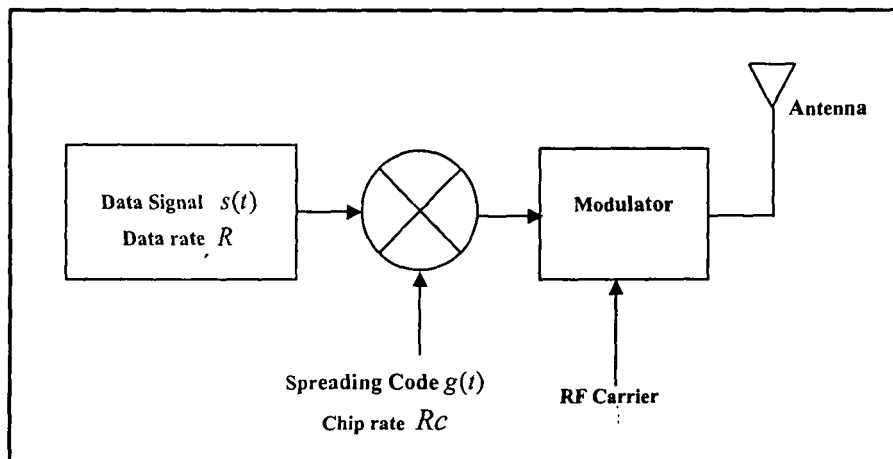 Antenna
Data Signal s(t)
Data rate R
Modulator
Spreading Code g(t)
Chip rate Rc
RF Carrier